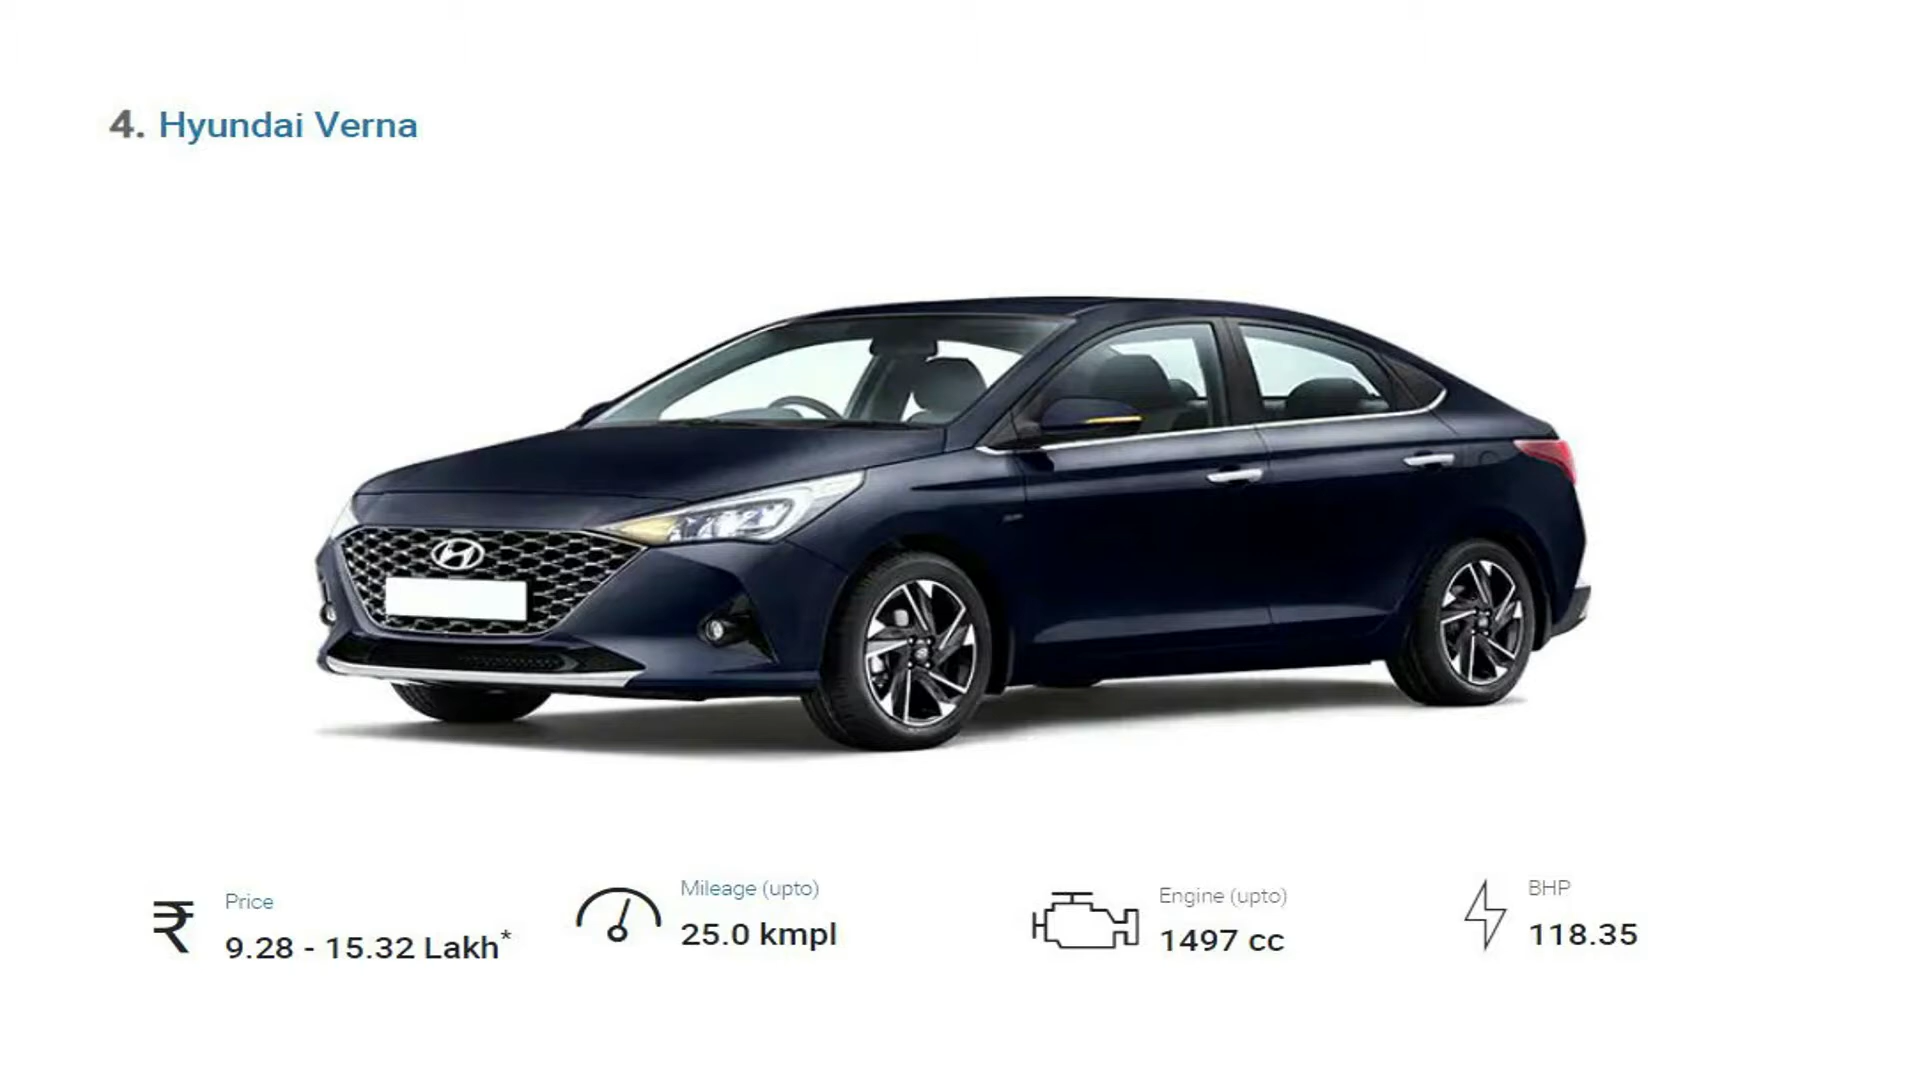 4. Hyundai Verna
Price
9.28 - 15.32 Lakh*
Mileage (upto)
25.0 kmpl
Engine (upto)
1497 cc
BHP
118.35